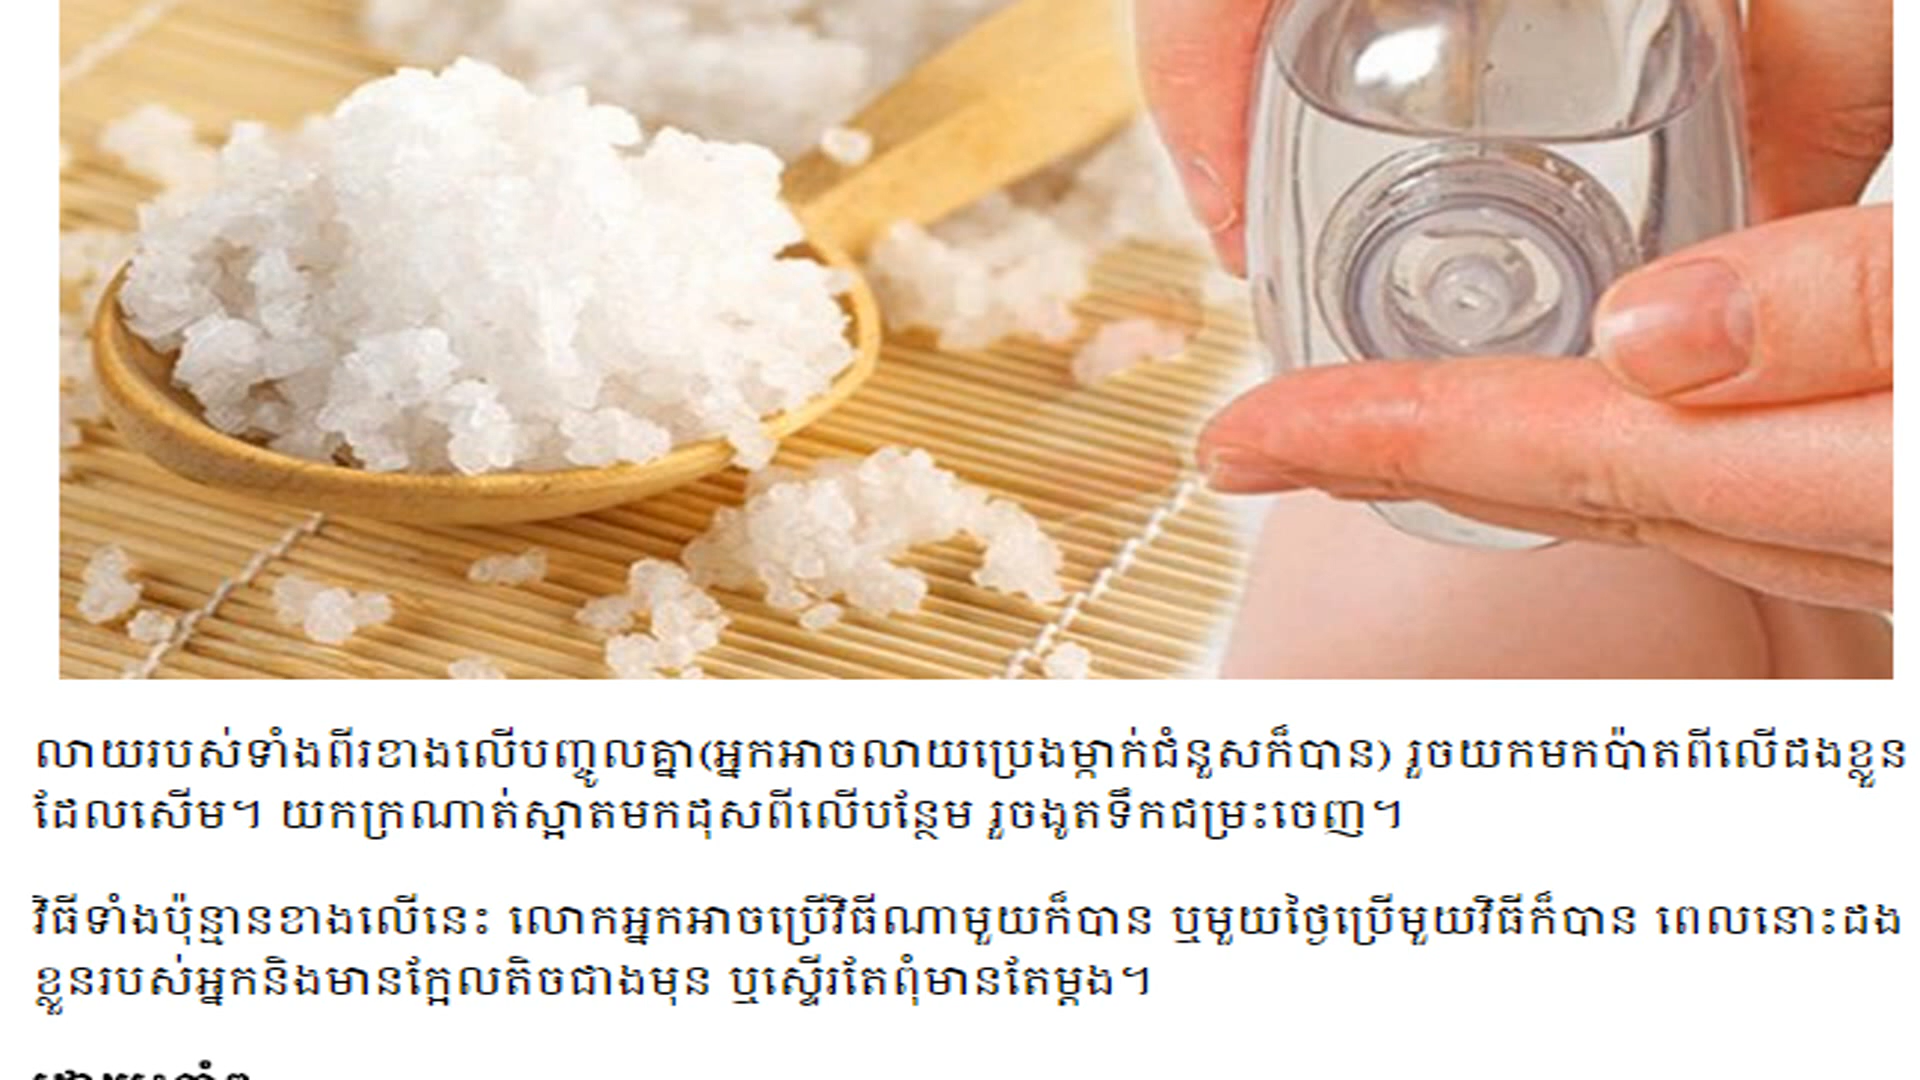 លាយរបស់ទាំងពីរខាងលើបញ្ចូលគ្នា(អ្នកអាចលាយប្រេងម្កាក់ជំនួសក៏បាន) រួចយកមកប៉ាតពីលើដងខ្លួន
ដែលសើម។ យកក្រណាត់ស្អាតមកដុសពីលើបន្ថែម រួចងូតទឹកជម្រះចេញ។
វិធីទាំងប៉ុន្មានខាងលើនេះ លោកអ្នកអាចប្រើវិធីណាមួយក៏បាន ឬមួយថ្ងៃប្រើមួយវិធីក៏បាន ពេលនោះដង
ខ្លួនរបស់អ្នកនិងមានក្អែលតិចជាងមុន ឬស្ទើរតែពុំមានតែម្ដង។